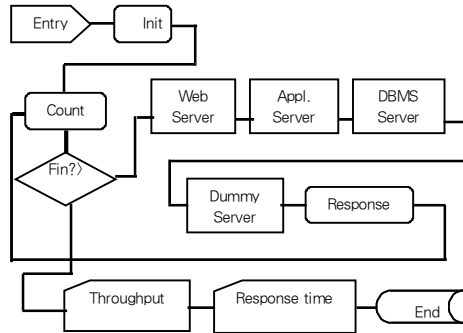 Entry
Init
Count
Web
Server
Appl.
Server
DBMS
Server
Fin?〉
Dummy
Server
Response
Throughput
Response time
End